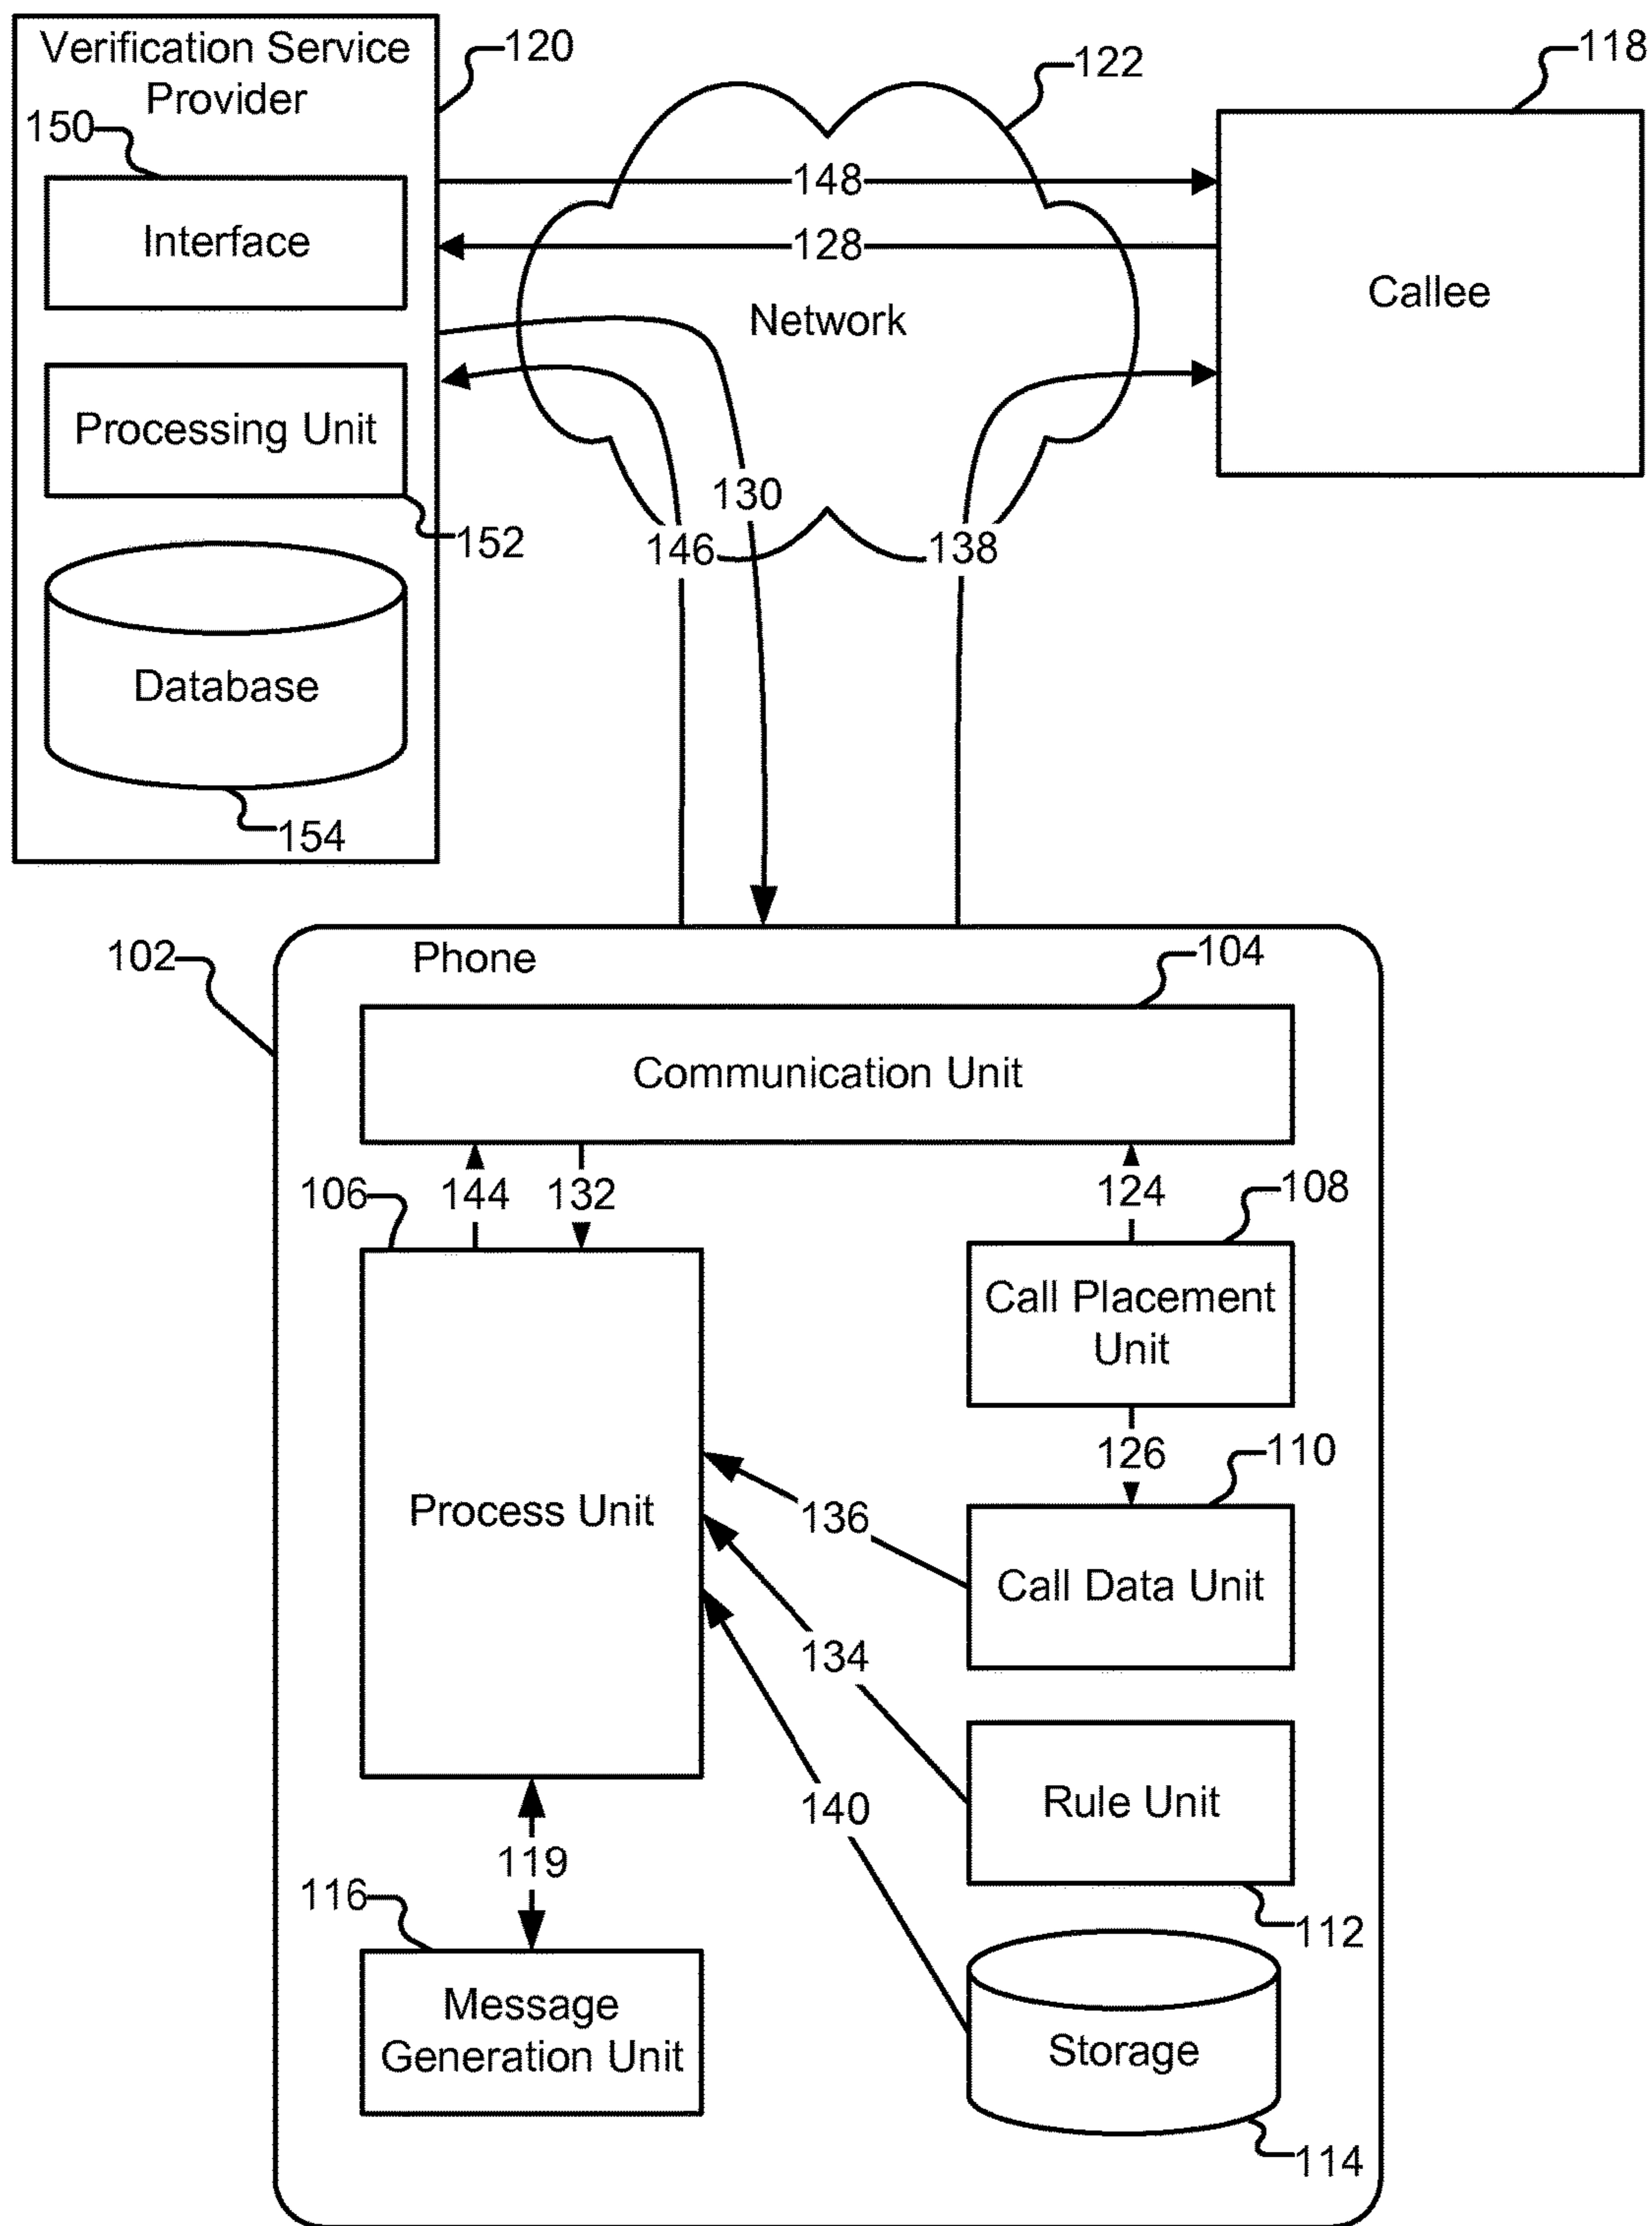 Verification Service
Provider
120
122
118
150
148
Interface
128
Callee
Network
Processing Unit
130
152
146
138
Database
154
102
Phone
104
Communication Unit
106
144
132
124
108
Call Placement
Unit
126
110
Process Unit
136
Call Data Unit
134
140
Rule Unit
119
116
112
Message
Generation Unit
Storage
114